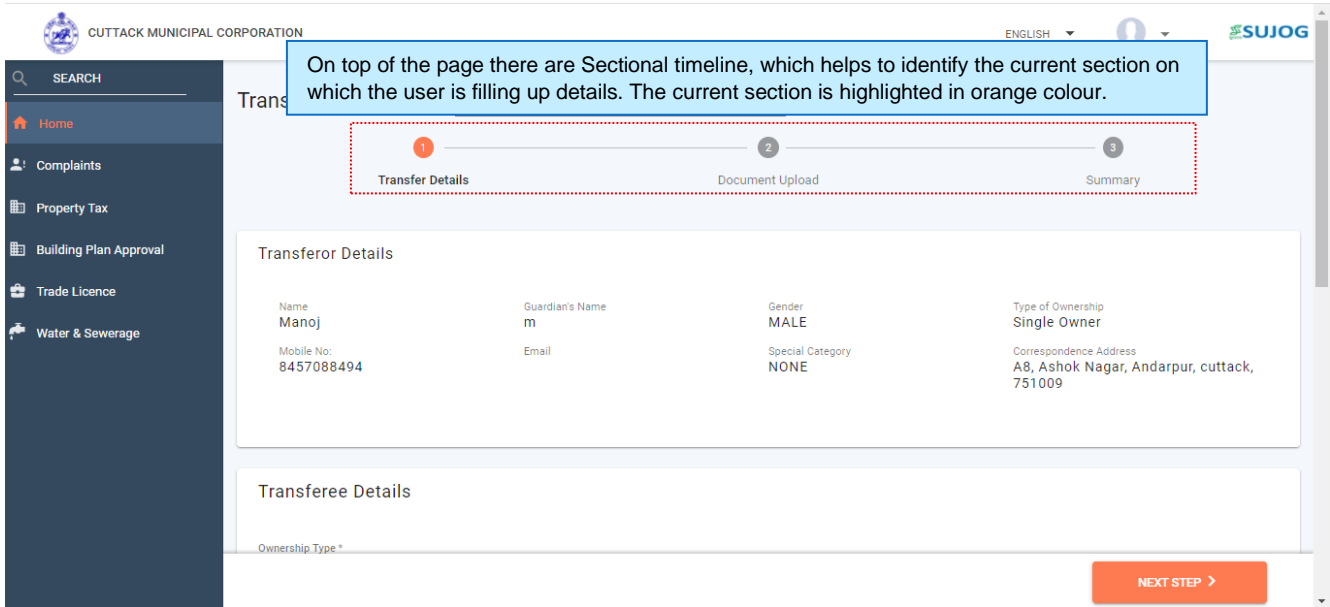 CUTTACK MUNICIPAL CORPORATION
ENGLISH
SUJOG
On top of the page there are Sectional timeline, which helps to identify the current section on
which the user is filling up details. The current section is highlighted in orange colour.
SEARCH
Home
Complaints
Property Tax
Building Plan Approval
Trade Licence
Water & Sewerage
Trans
1
2
3
Transfer Details
Document Upload
Summary
Transferor Details
Name
Guardian's Name
Gender
Type of Ownership
Manoj
m
MALE
Single Owner
Mobile No:
Email
Special Category
Correspondence Address
8457088494
NONE
A8, Ashok Nagar, Andarpur, cuttack,
751009
Transferee Details
Ownership Type *
NEXT STEP